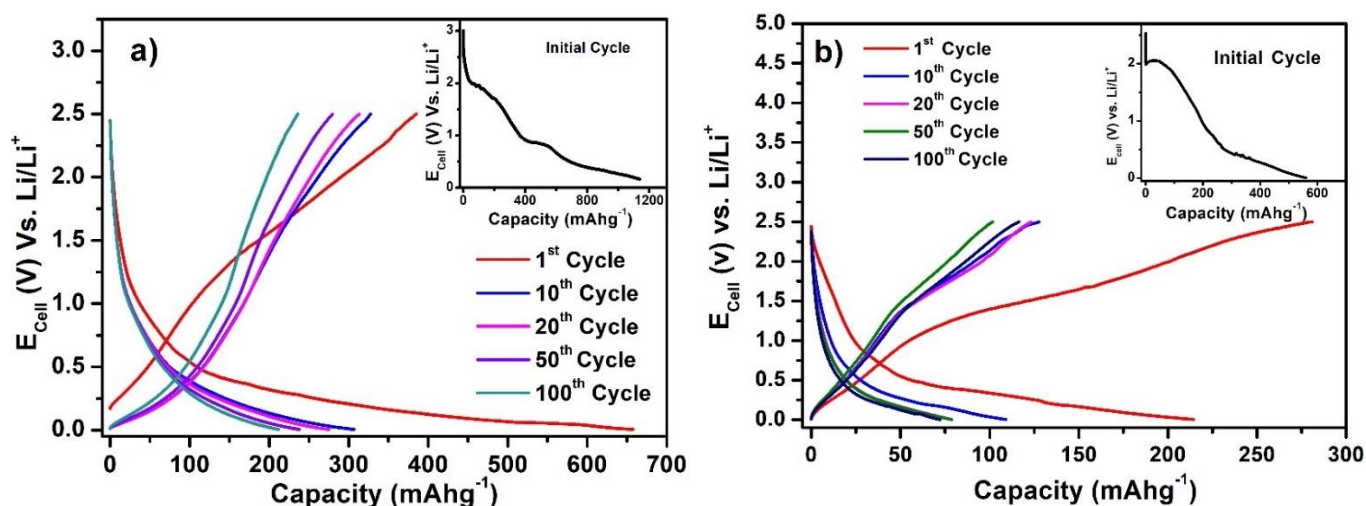 a)
E_Cell (V) Vs. Li/Li⁺
3.0
2.5
2.0
1.5
1.0
0.5
0.0
0 100 200 300 400 500 600 700
Capacity (mAhg⁻¹)
Initial Cycle
E_Cell (V) Vs. Li/Li⁺
3
2
1
0
0 400 800 1200
Capacity (mAhg⁻¹)
1ˢᵗ Cycle
10ᵗʰ Cycle
20ᵗʰ Cycle
50ᵗʰ Cycle
100ᵗʰ Cycle
b)
E_Cell (v) vs. Li/Li⁺
5.0
4.5
4.0
3.5
3.0
2.5
2.0
1.5
1.0
0.5
0.0
0 50 100 150 200 250 300
Capacity (mAhg⁻¹)
1ˢᵗ Cycle
10ᵗʰ Cycle
20ᵗʰ Cycle
50ᵗʰ Cycle
100ᵗʰ Cycle
Initial Cycle
E_Cell (V) vs. Li/Li⁺
2
1
0
0 200 400 600
Capacity (mAhg⁻¹)